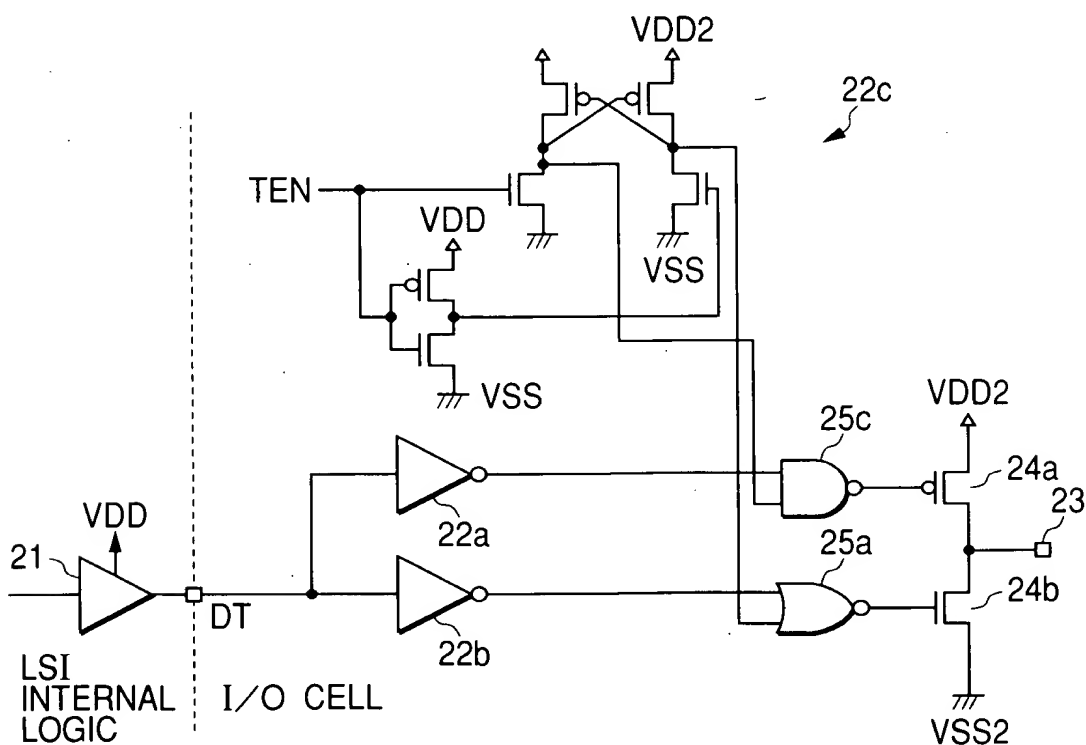 VDD2
22c
TEN
VDD
VSS
VSS
VDD2
25c
24a
23
VDD
22a
21
25a
24b
DT
22b
LSI
INTERNAL
LOGIC
I/O CELL
VSS2